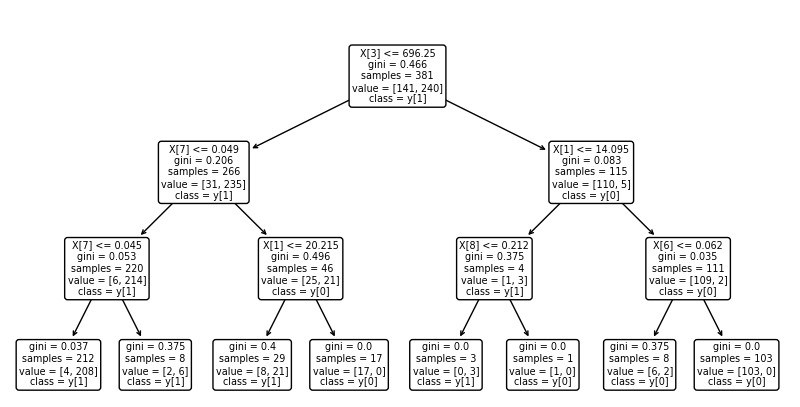 X[3] <= 696.25
gini = 0.466
samples = 381
value = [141, 240]
class = y[1]
X[7] <= 0.049
gini = 0.206
samples = 266
value = [31, 235]
class = y[1]
X[1] <= 14.095
gini = 0.083
samples = 115
value = [110, 5]
class = y[0]
X[7] <= 0.045
gini = 0.053
samples = 220
value = [6, 214]
class = y[1]
X[1] <= 20.215
gini = 0.496
samples = 46
value = [25, 21]
class = y[0]
X[8] <= 0.212
gini = 0.375
samples = 4
value = [1, 3]
class = y[1]
X[6] <= 0.062
gini = 0.035
samples = 111
value = [109, 2]
class = y[0]
gini = 0.037
samples = 212
value = [4, 208]
class = y[1]
gini = 0.375
samples = 8
value = [2, 6]
class = y[1]
gini = 0.4
samples = 29
value = [8, 21]
class = y[1]
gini = 0.0
samples = 17
value = [17, 0]
class = y[0]
gini = 0.0
samples = 3
value = [0, 3]
class = y[1]
gini = 0.0
samples = 1
value = [1, 0]
class = y[0]
gini = 0.375
samples = 8
value = [6, 2]
class = y[0]
gini = 0.0
samples = 103
value = [103, 0]
class = y[0]